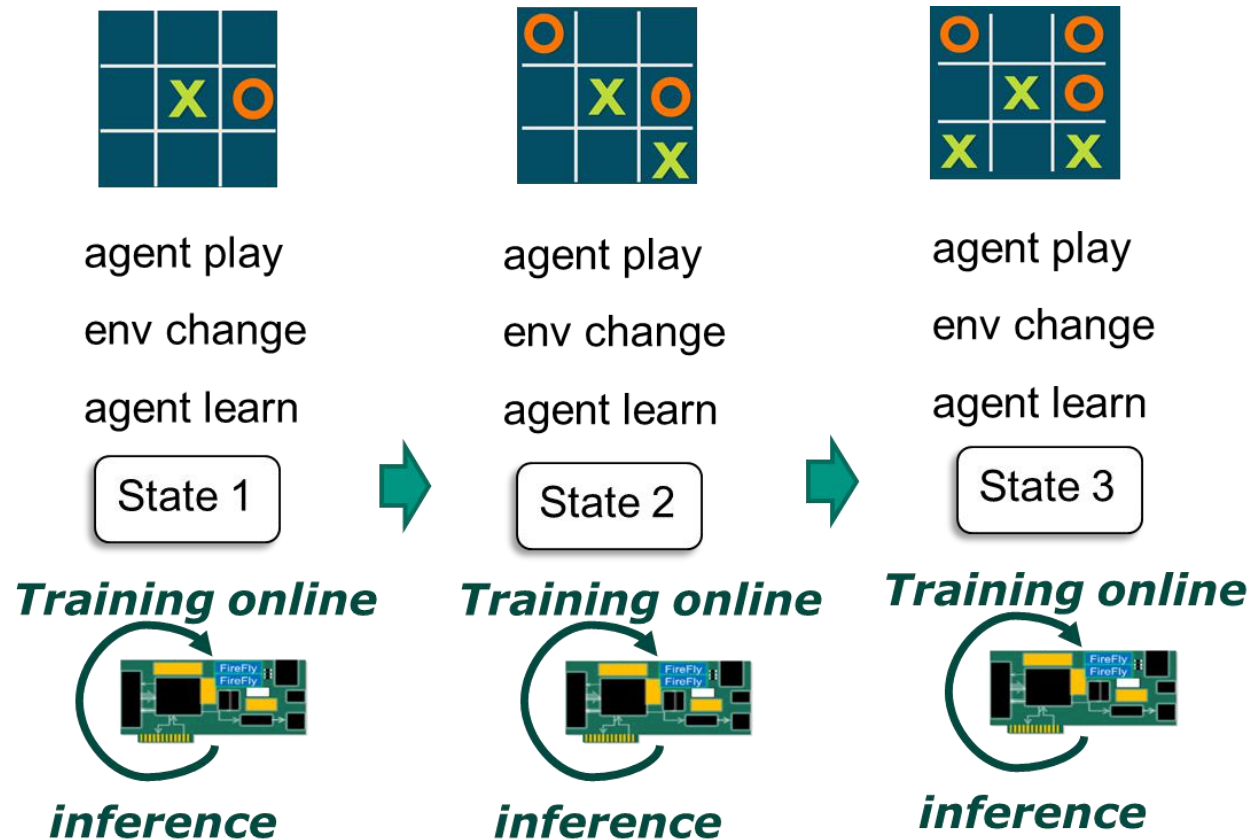 X O
O
X O
X
O O
X O
X X
agent play
env change
agent learn
State 1
Training online
FireFly
FireFly
inference
agent play
env change
agent learn
State 2
Training online
FireFly
FireFly
inference
agent play
env change
agent learn
State 3
Training online
FireFly
FireFly
inference